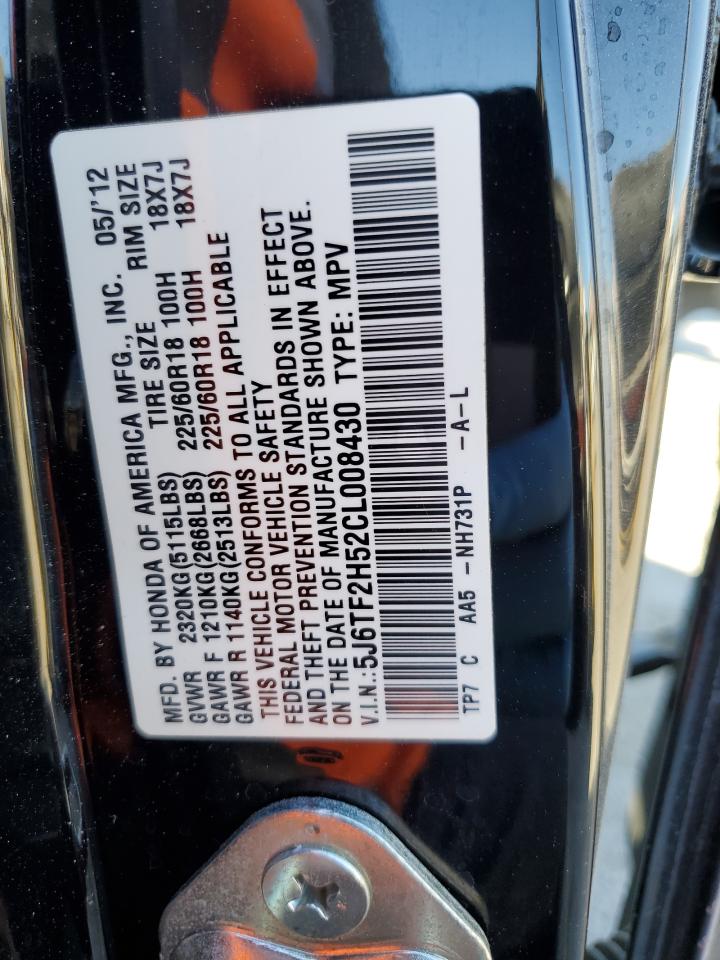 MFD. BY HONDA OF AMERICA MFG., INC. 05/'12
GVWR 2320KG(5115LBS) TIRE SIZE RIM SIZE
GAWR F 1210KG(2668LBS) 225/60R18 100H 18X7J
GAWR R 1140KG(2513LBS) 225/60R18 100H 18X7J
THIS VEHICLE CONFORMS TO ALL APPLICABLE
FEDERAL MOTOR VEHICLE SAFETY
AND THEFT PREVENTION STANDARDS IN EFFECT
ON THE DATE OF MANUFACTURE SHOWN ABOVE.
V.I.N.:5J6TF2H52CL008430 TYPE: MPV
TP7 C AA5 -NH731P -A-L